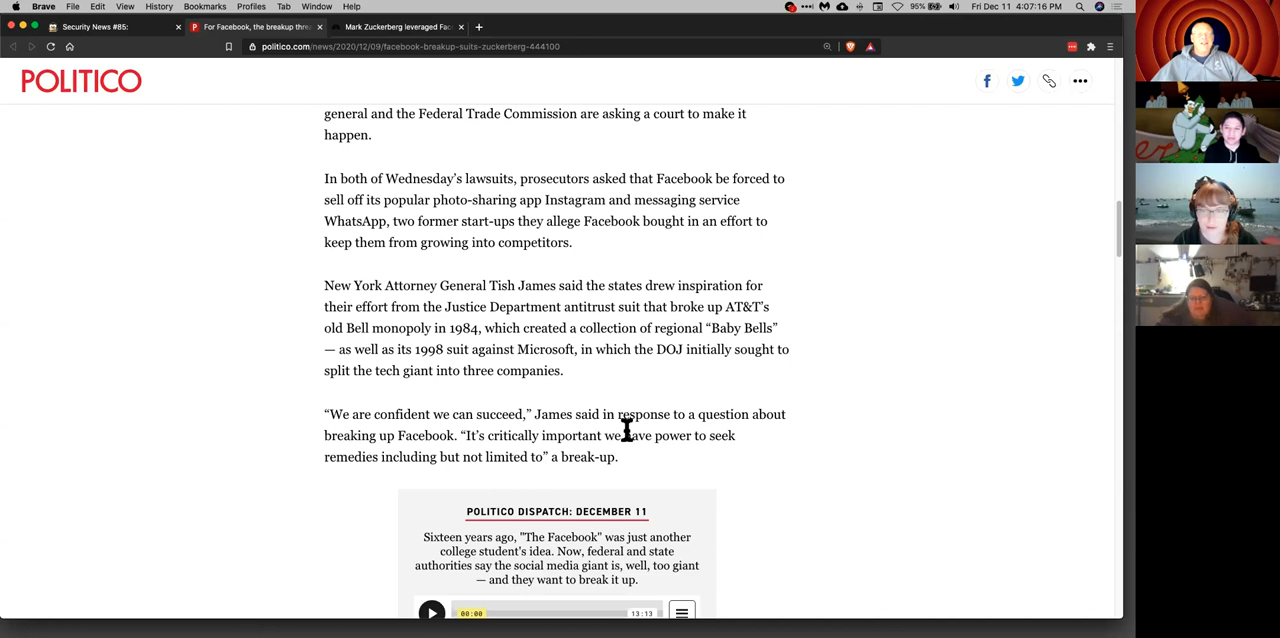 Brave File Edit View History Bookmarks Profiles Tab Window Help 95% Fri Dec 11 4:07:16 PM
Security News #85: For Facebook, the breakup thre Mark Zuckerberg leveraged Fac
politico.com/news/2020/12/09/facebook-breakup-suits-zuckerberg-444100
POLITICO
general and the Federal Trade Commission are asking a court to make it
happen.
In both of Wednesday’s lawsuits, prosecutors asked that Facebook be forced to
sell off its popular photo-sharing app Instagram and messaging service
WhatsApp, two former start-ups they allege Facebook bought in an effort to
keep them from growing into competitors.
New York Attorney General Tish James said the states drew inspiration for
their effort from the Justice Department antitrust suit that broke up AT&T’s
old Bell monopoly in 1984, which created a collection of regional “Baby Bells”
— as well as its 1998 suit against Microsoft, in which the DOJ initially sought to
split the tech giant into three companies.
“We are confident we can succeed,” James said in response to a question about
breaking up Facebook. “It’s critically important we have power to seek
remedies including but not limited to” a break-up.
POLITICO DISPATCH: DECEMBER 11
Sixteen years ago, "The Facebook" was just another
college student's idea. Now, federal and state
authorities say the social media giant is, well, too giant
— and they want to break it up.
00:00 13:13